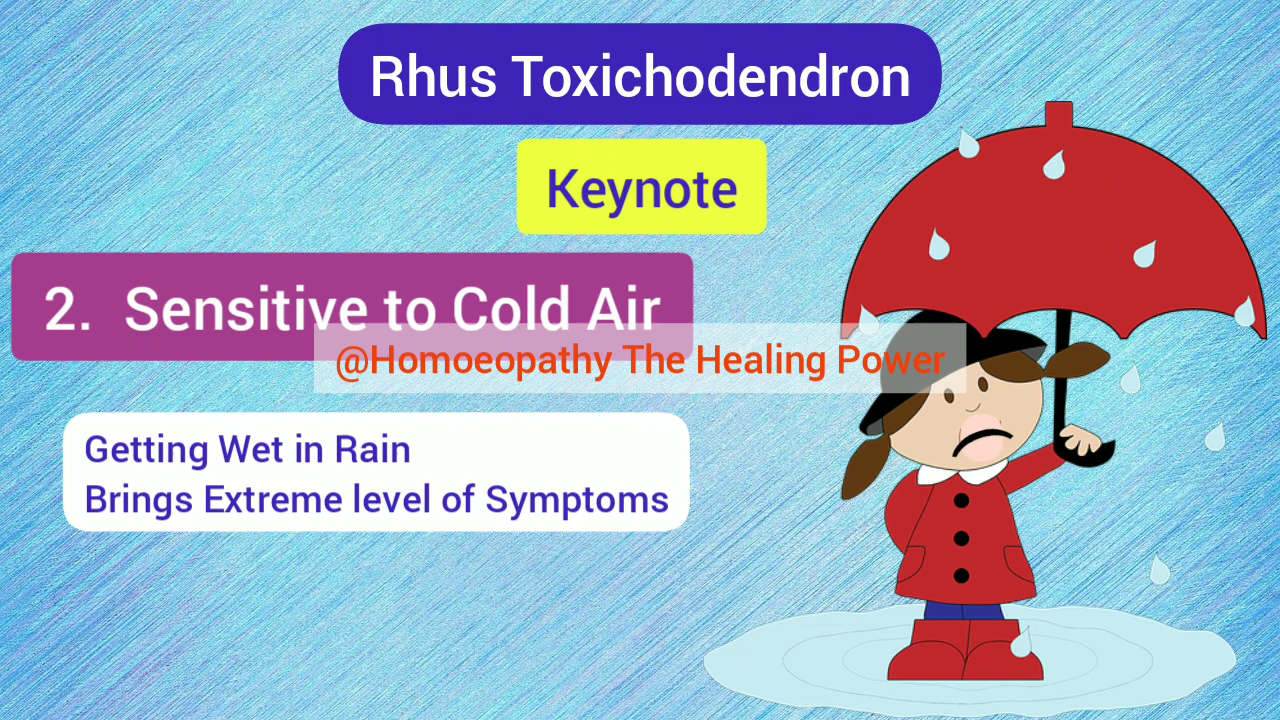 Rhus Toxichodendron
Keynote
2. Sensitive to Cold Air
@Homoeopathy The Healing Power
Getting Wet in Rain
Brings Extreme level of Symptoms